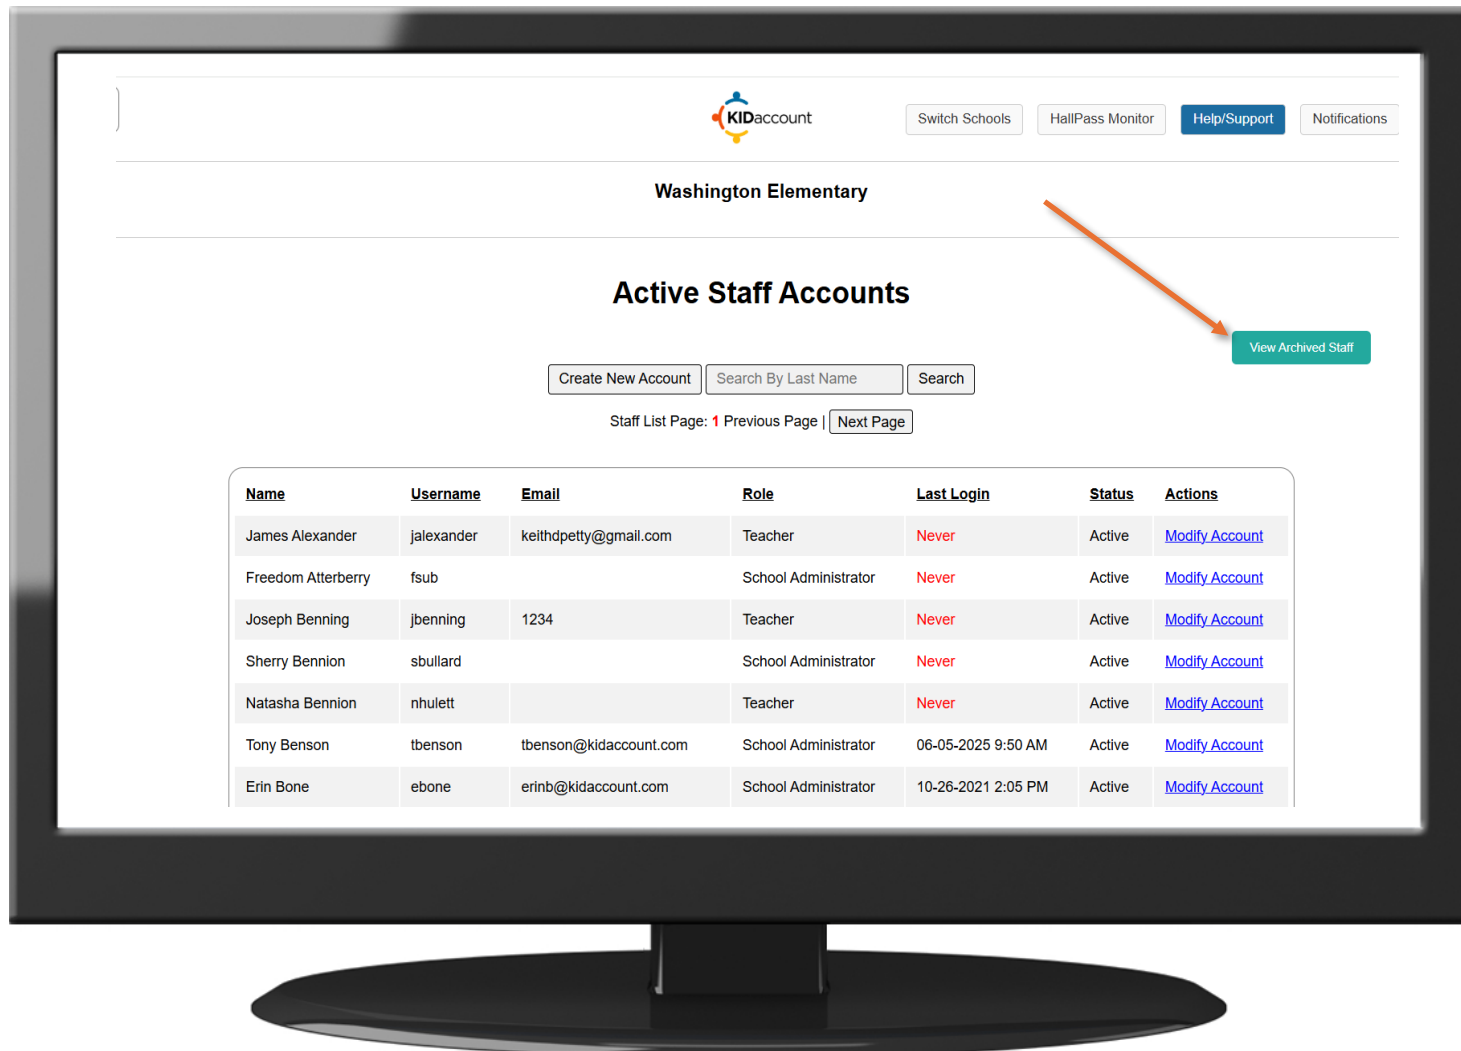 KIDaccount
Switch Schools HallPass Monitor Help/Support Notifications
Washington Elementary
Active Staff Accounts
View Archived Staff
Create New Account Search By Last Name Search
Staff List Page: 1 Previous Page | Next Page
Name Username Email Role Last Login Status Actions
James Alexander jalexander keithdpetty@gmail.com Teacher Never Active Modify Account
Freedom Atterberry fsub School Administrator Never Active Modify Account
Joseph Benning jbenning 1234 Teacher Never Active Modify Account
Sherry Bennion sbullard School Administrator Never Active Modify Account
Natasha Bennion nhulett Teacher Never Active Modify Account
Tony Benson tbenson tbenson@kidaccount.com School Administrator 06-05-2025 9:50 AM Active Modify Account
Erin Bone ebone erinb@kidaccount.com School Administrator 10-26-2021 2:05 PM Active Modify Account